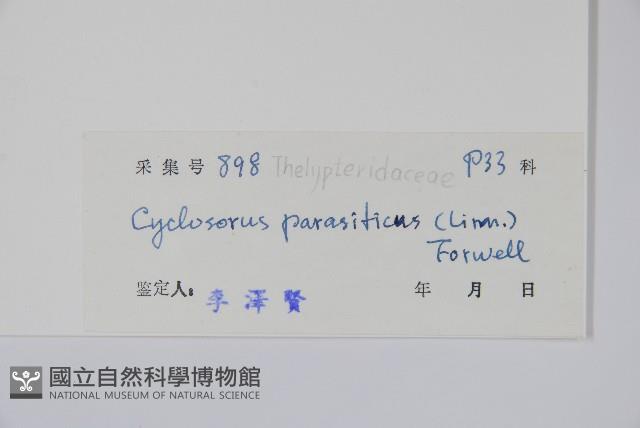 采集号 898 Thelypteridaceae P33 科
Cyclosorus parasiticus (Linn.)
Forwell
鉴定人: 李澤賢 年 月 日
國立自然科學博物館
NATIONAL MUSEUM OF NATURAL SCIENCE